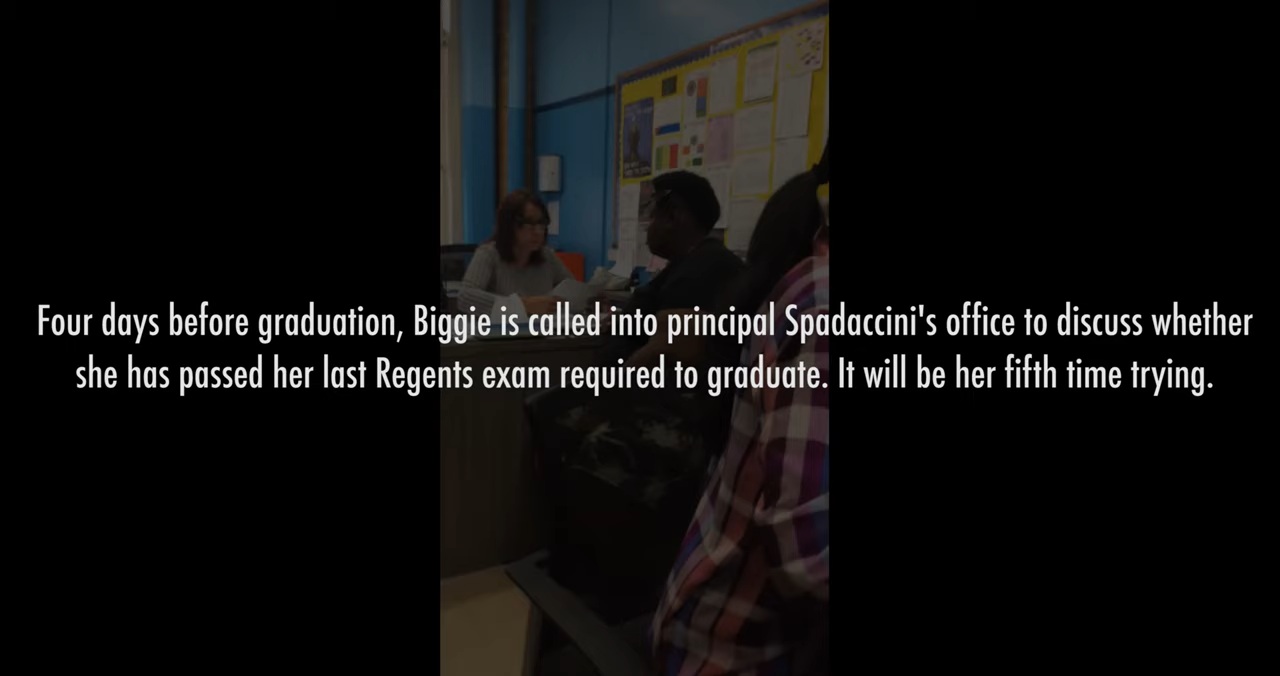 Four days before graduation, Biggie is called into principal Spadaccini's office to discuss whether
she has passed her last Regents exam required to graduate. It will be her fifth time trying.